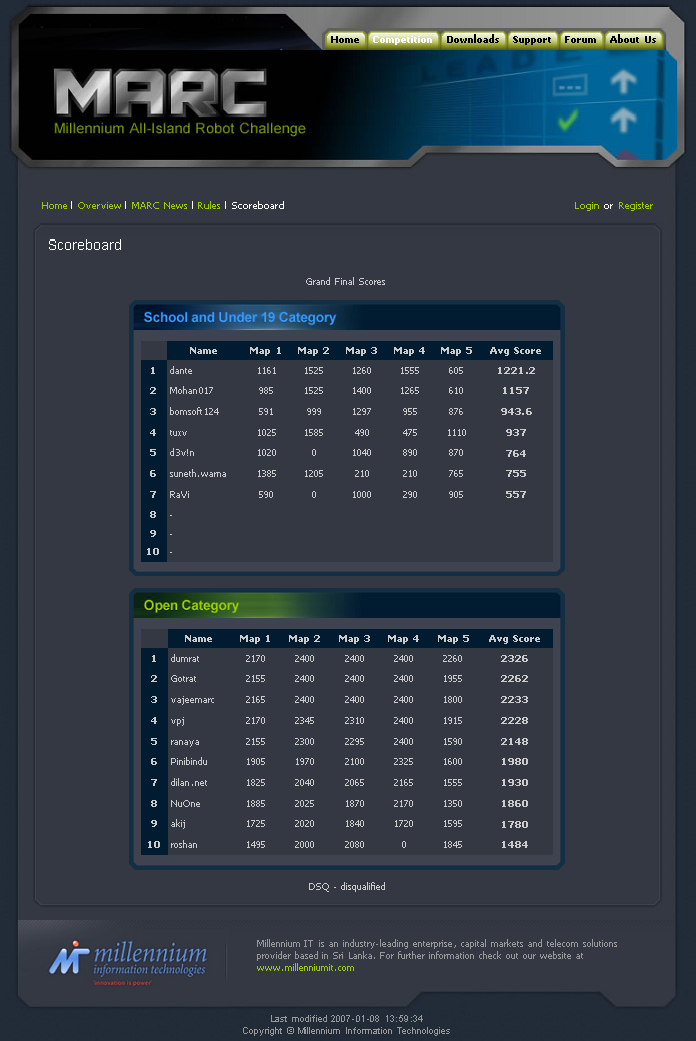 Home Competition Downloads Support Forum About Us
LEADE
MARC
Millennium All-Island Robot Challenge
Home | Overview | MARC News | Rules | Scoreboard Login or Register
Scoreboard
Grand Final Scores
School and Under 19 Category
Name Map 1 Map 2 Map 3 Map 4 Map 5 Avg Score
1 dante 1161 1525 1260 1555 605 1221.2
2 Mohan017 985 1525 1400 1265 610 1157
3 bomsoft124 591 999 1297 955 876 943.6
4 tuxv 1025 1585 490 475 1110 937
5 d3v!n 1020 0 1040 890 870 764
6 suneth.warna 1385 1205 210 210 765 755
7 RaVi 590 0 1000 290 905 557
8 -
9 -
10 -
Open Category
Name Map 1 Map 2 Map 3 Map 4 Map 5 Avg Score
1 dumrat 2170 2400 2400 2400 2260 2326
2 Gotrat 2155 2400 2400 2400 1955 2262
3 vajeemarc 2165 2400 2400 2400 1800 2233
4 vpj 2170 2345 2310 2400 1915 2228
5 ranaya 2155 2300 2295 2400 1590 2148
6 Pinibindu 1905 1970 2100 2325 1600 1980
7 dilan.net 1825 2040 2065 2165 1555 1930
8 NuOne 1885 2025 1870 2170 1350 1860
9 akij 1725 2020 1840 1720 1595 1780
10 roshan 1495 2000 2080 0 1845 1484
DSQ - disqualified
millennium
information technologies
"innovation is power"
Millennium IT is an industry-leading enterprise, capital markets and telecom solutions
provider based in Sri Lanka. For further information check out our website at
www.millenniumit.com
Last modified 2007-01-08 13:59:34
Copyright © Millennium Information Technologies